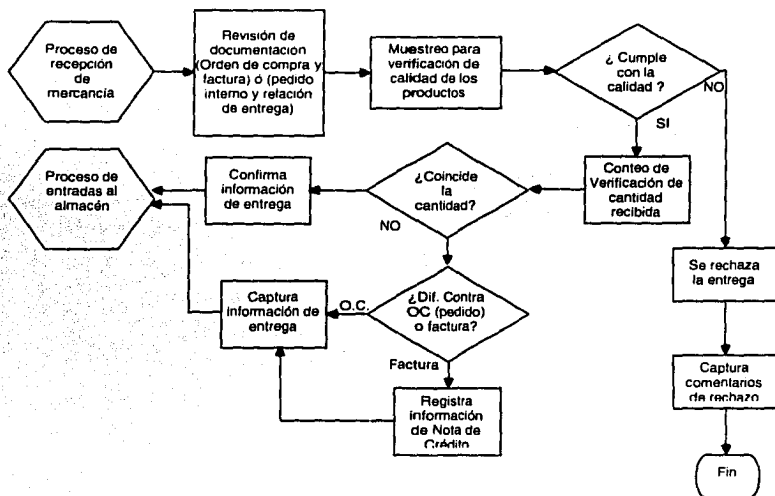 Proceso de
recepción
de
mercancía
Revisión de
documentación
(Orden de compra y
factura) ó (pedido
interno y relación
de entrega)
Muestreo para
verificación de
calidad de los
productos
¿ Cumple
con la
calidad ?
NO
SI
Proceso de
entradas al
almacén
Confirma
información
de entrega
¿Coincide
la
cantidad?
NO
Conteo de
Verificación de
cantidad
recibida
Captura
información de
entrega
O.C.
¿Dif. Contra
OC (pedido)
o factura?
Factura
Registra
información
de Nota de
Crédito
Se rechaza
la entrega
Captura
comentarios
de rechazo
Fin